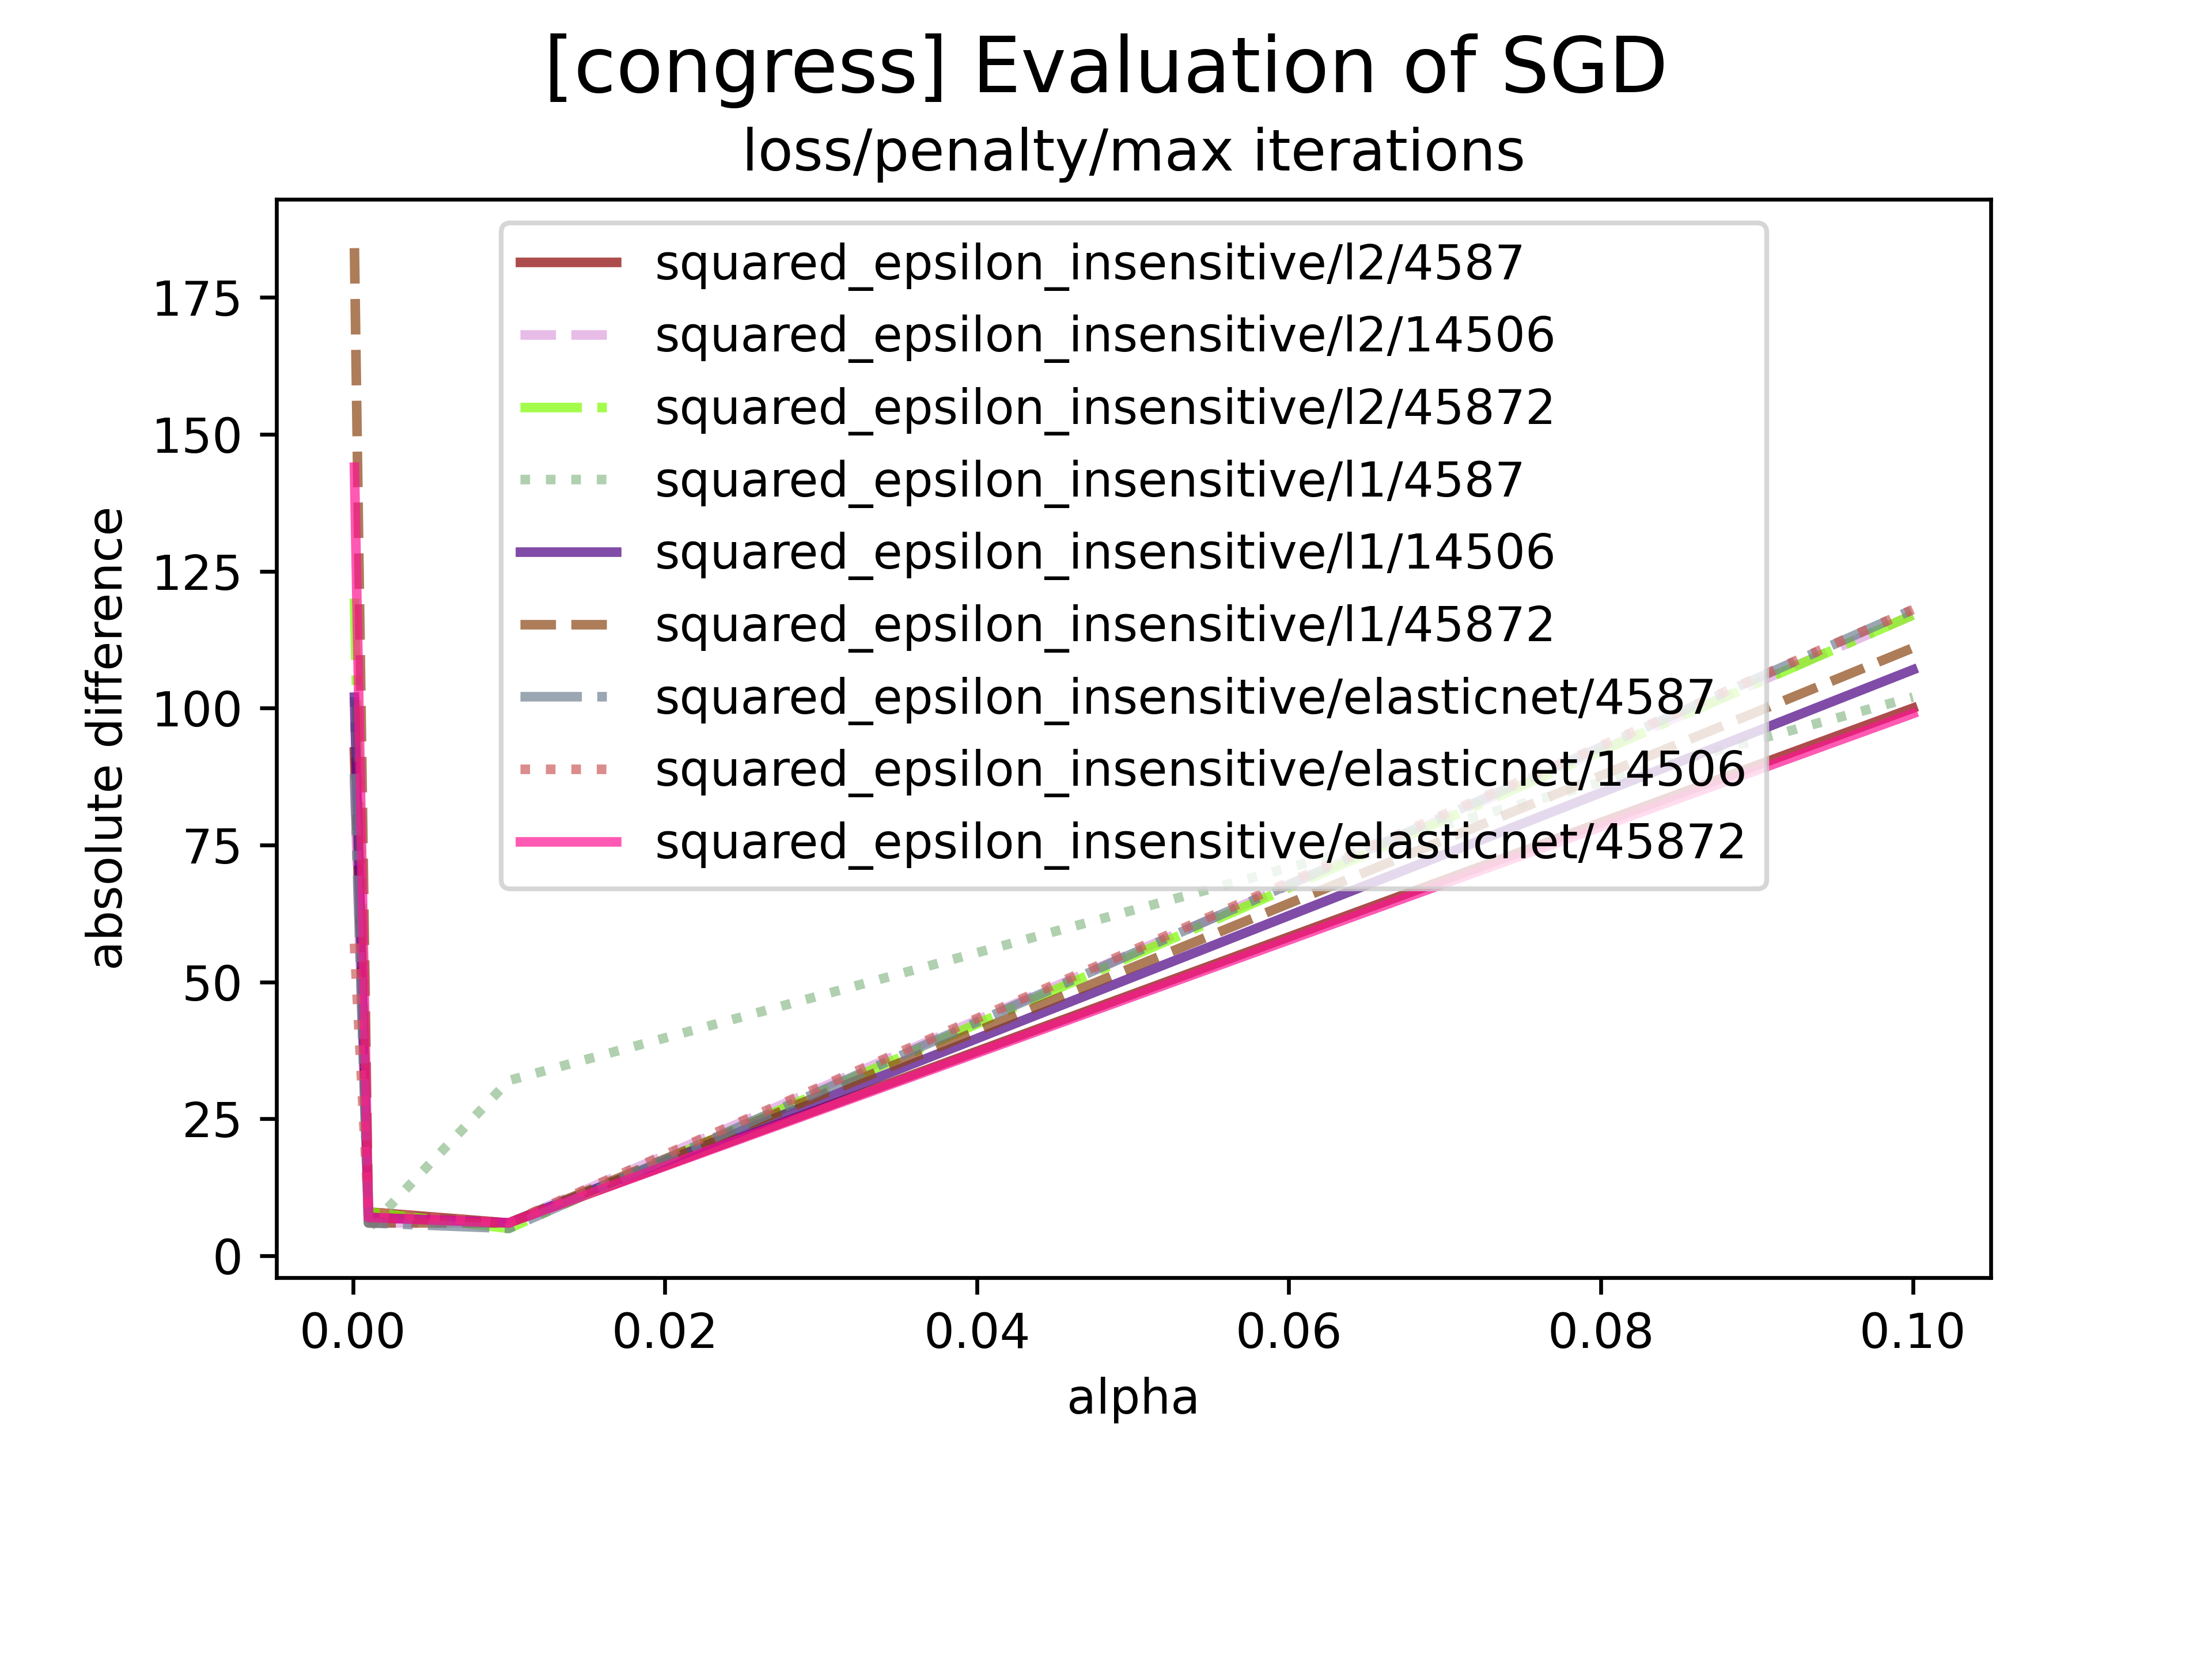 [congress] Evaluation of SGD
loss/penalty/max iterations
squared_epsilon_insensitive/l2/4587
squared_epsilon_insensitive/l2/14506
squared_epsilon_insensitive/l2/45872
squared_epsilon_insensitive/l1/4587
squared_epsilon_insensitive/l1/14506
squared_epsilon_insensitive/l1/45872
squared_epsilon_insensitive/elasticnet/4587
squared_epsilon_insensitive/elasticnet/14506
squared_epsilon_insensitive/elasticnet/45872
absolute difference
175
150
125
100
75
50
25
0
0.00 0.02 0.04 0.06 0.08 0.10
alpha